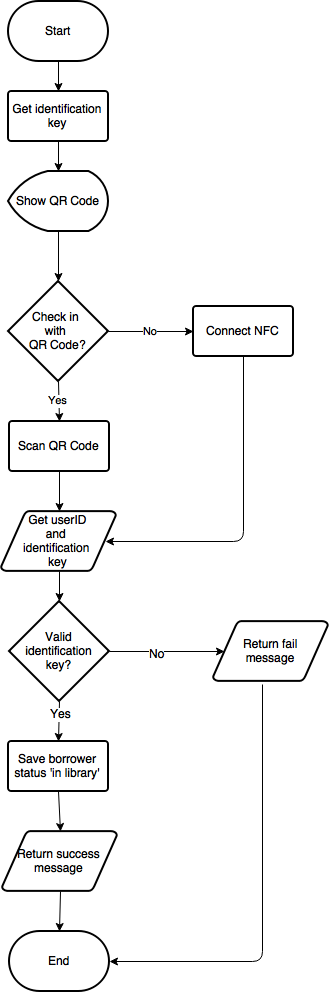 Start
Get identification
key
Show QR Code
Check in
with
QR Code?
No
Connect NFC
Yes
Scan QR Code
Get userID
and
identification
key
Valid
identification
key?
No
Return fail
message
Yes
Save borrower
status 'in library'
Return success
message
End